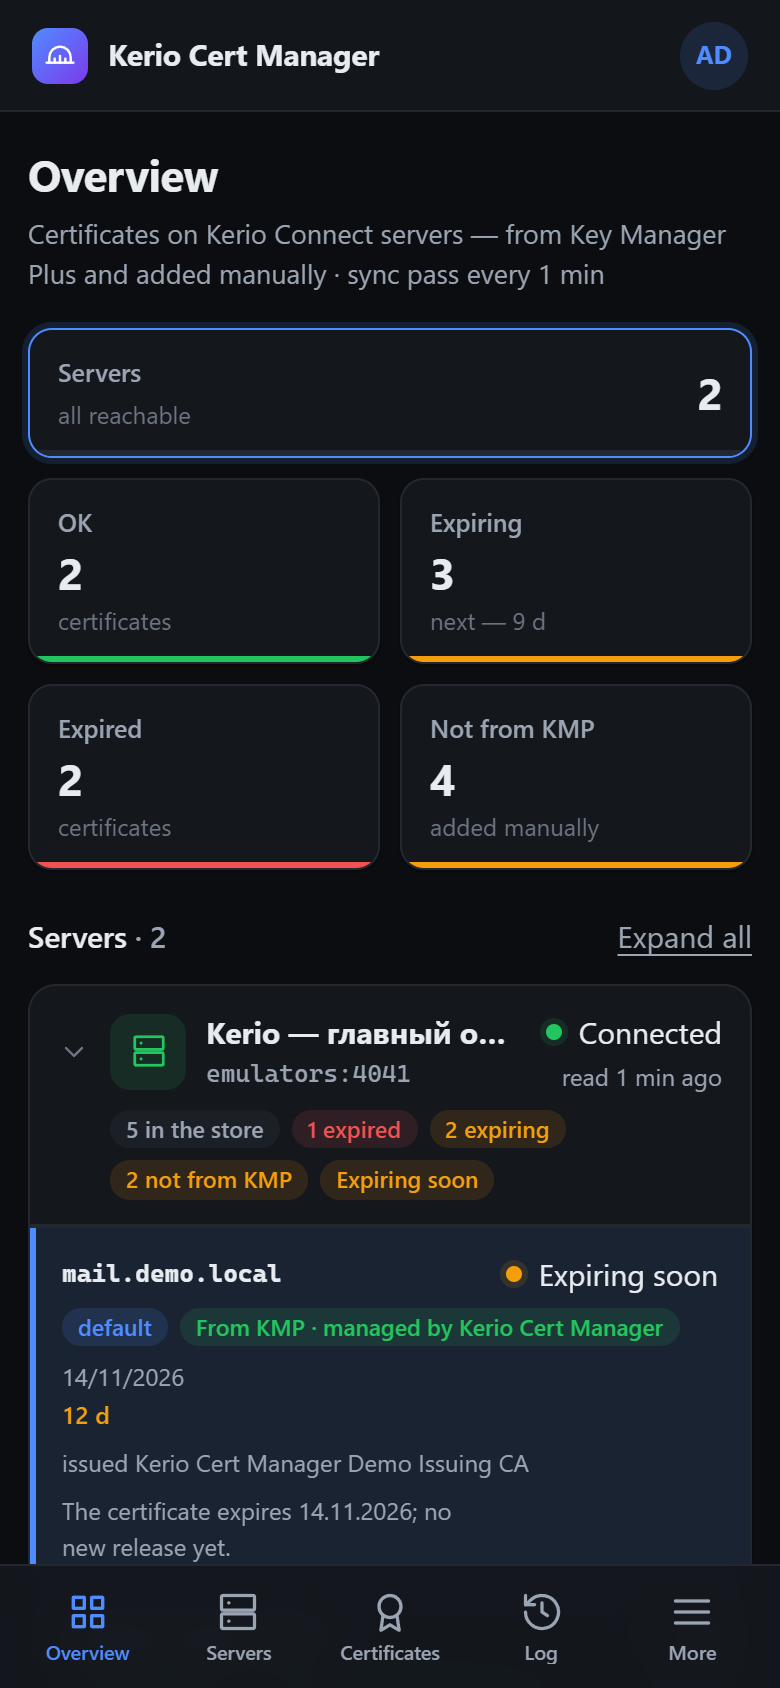 Kerio Cert Manager
AD
Overview
Certificates on Kerio Connect servers — from Key Manager
Plus and added manually · sync pass every 1 min
Servers
all reachable
2
OK
2
certificates
Expiring
3
next — 9 d
Expired
2
certificates
Not from KMP
4
added manually
Servers · 2
Expand all
Kerio — главный о...
Connected
emulators:4041
read 1 min ago
5 in the store
1 expired
2 expiring
2 not from KMP
Expiring soon
mail.demo.local
Expiring soon
default
From KMP · managed by Kerio Cert Manager
14/11/2026
12 d
issued Kerio Cert Manager Demo Issuing CA
The certificate expires 14.11.2026; no
new release yet.
Overview
Servers
Certificates
Log
More